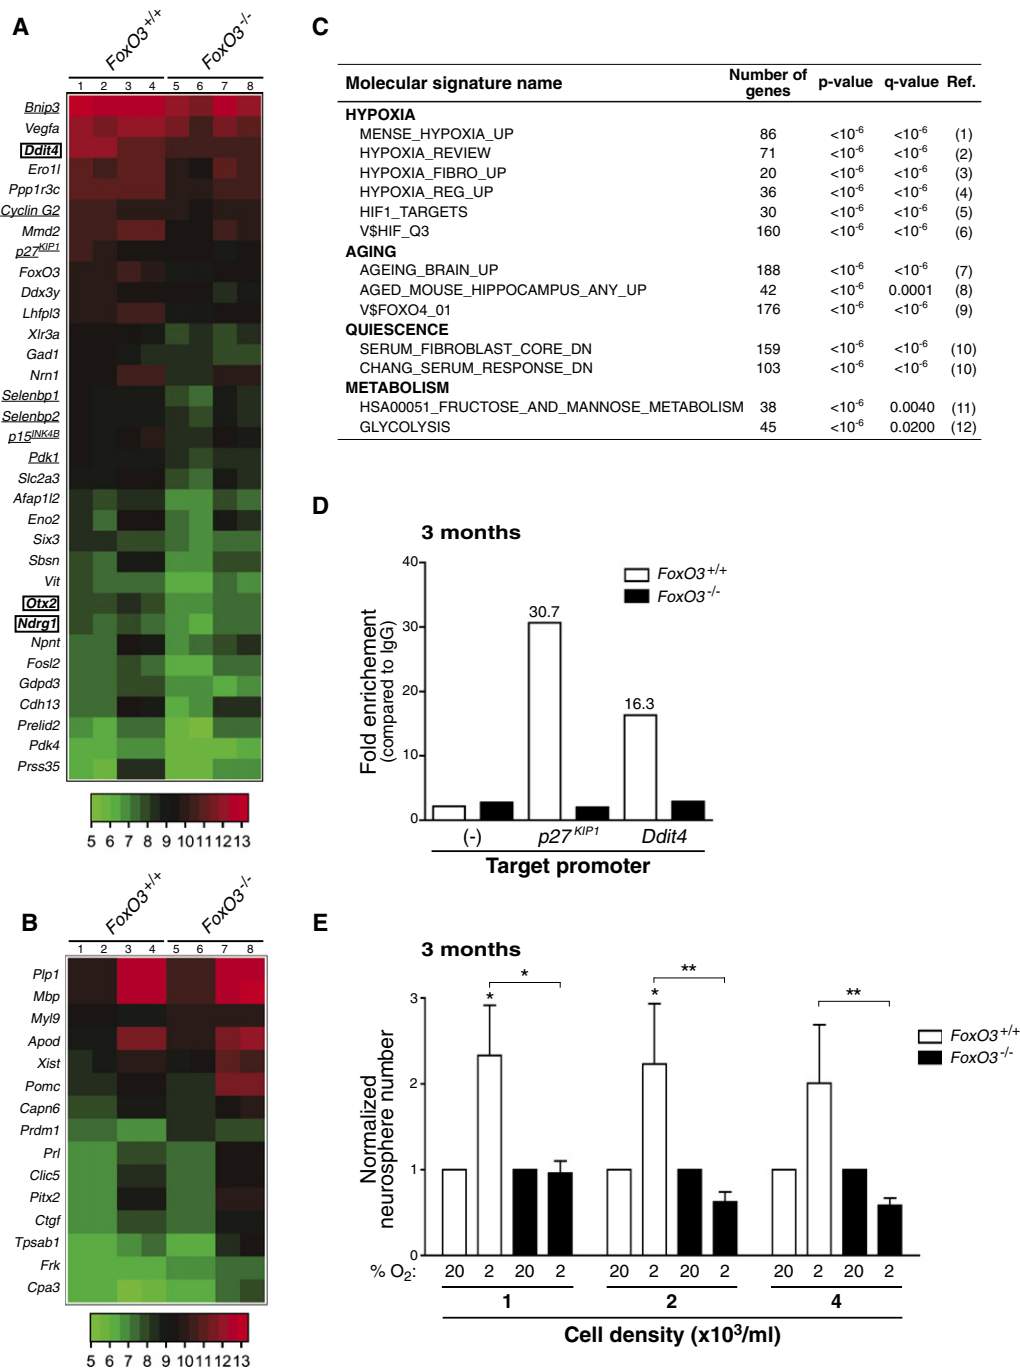 A
FoxO3+/+
FoxO3-/-
1 2 3 4 5 6 7 8
Bnip3
Vegfa
Ddit4
Ero1l
Ppp1r3c
Cyclin G2
Mmd2
p27KIP1
FoxO3
Ddx3y
Lhfpl3
Xlr3a
Gad1
Nrn1
Selenbp1
Selenbp2
p15INK4B
Pdk1
Slc2a3
Afap1l2
Eno2
Six3
Sbsn
Vit
Otx2
Ndrg1
Npnt
Fosl2
Gdpd3
Cdh13
Prelid2
Pdk4
Prss35
5 6 7 8 9 10 11 12 13
B
FoxO3+/+
FoxO3-/-
1 2 3 4 5 6 7 8
Plp1
Mbp
Myl9
Apod
Xist
Pomc
Capn6
Prdm1
Prl
Clic5
Pitx2
Ctgf
Tpsab1
Frk
Cpa3
5 6 7 8 9 10 11 12 13
C
Molecular signature name Number of genes p-value q-value Ref.
HYPOXIA
MENSE_HYPOXIA_UP 86 <10-6 <10-6 (1)
HYPOXIA_REVIEW 71 <10-6 <10-6 (2)
HYPOXIA_FIBRO_UP 20 <10-6 <10-6 (3)
HYPOXIA_REG_UP 36 <10-6 <10-6 (4)
HIF1_TARGETS 30 <10-6 <10-6 (5)
V$HIF_Q3 160 <10-6 <10-6 (6)
AGING
AGEING_BRAIN_UP 188 <10-6 <10-6 (7)
AGED_MOUSE_HIPPOCAMPUS_ANY_UP 42 <10-6 0.0001 (8)
V$FOXO4_01 176 <10-6 <10-6 (9)
QUIESCENCE
SERUM_FIBROBLAST_CORE_DN 159 <10-6 <10-6 (10)
CHANG_SERUM_RESPONSE_DN 103 <10-6 <10-6 (10)
METABOLISM
HSA00051_FRUCTOSE_AND_MANNOSE_METABOLISM 38 <10-6 0.0040 (11)
GLYCOLYSIS 45 <10-6 0.0200 (12)
D
3 months
Fold enrichement
(compared to IgG)
40
30
20
10
0
30.7
16.3
FoxO3+/+
FoxO3-/-
(-) p27KIP1 Ddit4
Target promoter
E
3 months
Normalized
neurosphere number
3
2
1
0
* *
* **
**
FoxO3+/+
FoxO3-/-
% O2: 20 2 20 2 20 2 20 2 20 2 20 2
1 2 4
Cell density (x103/ml)